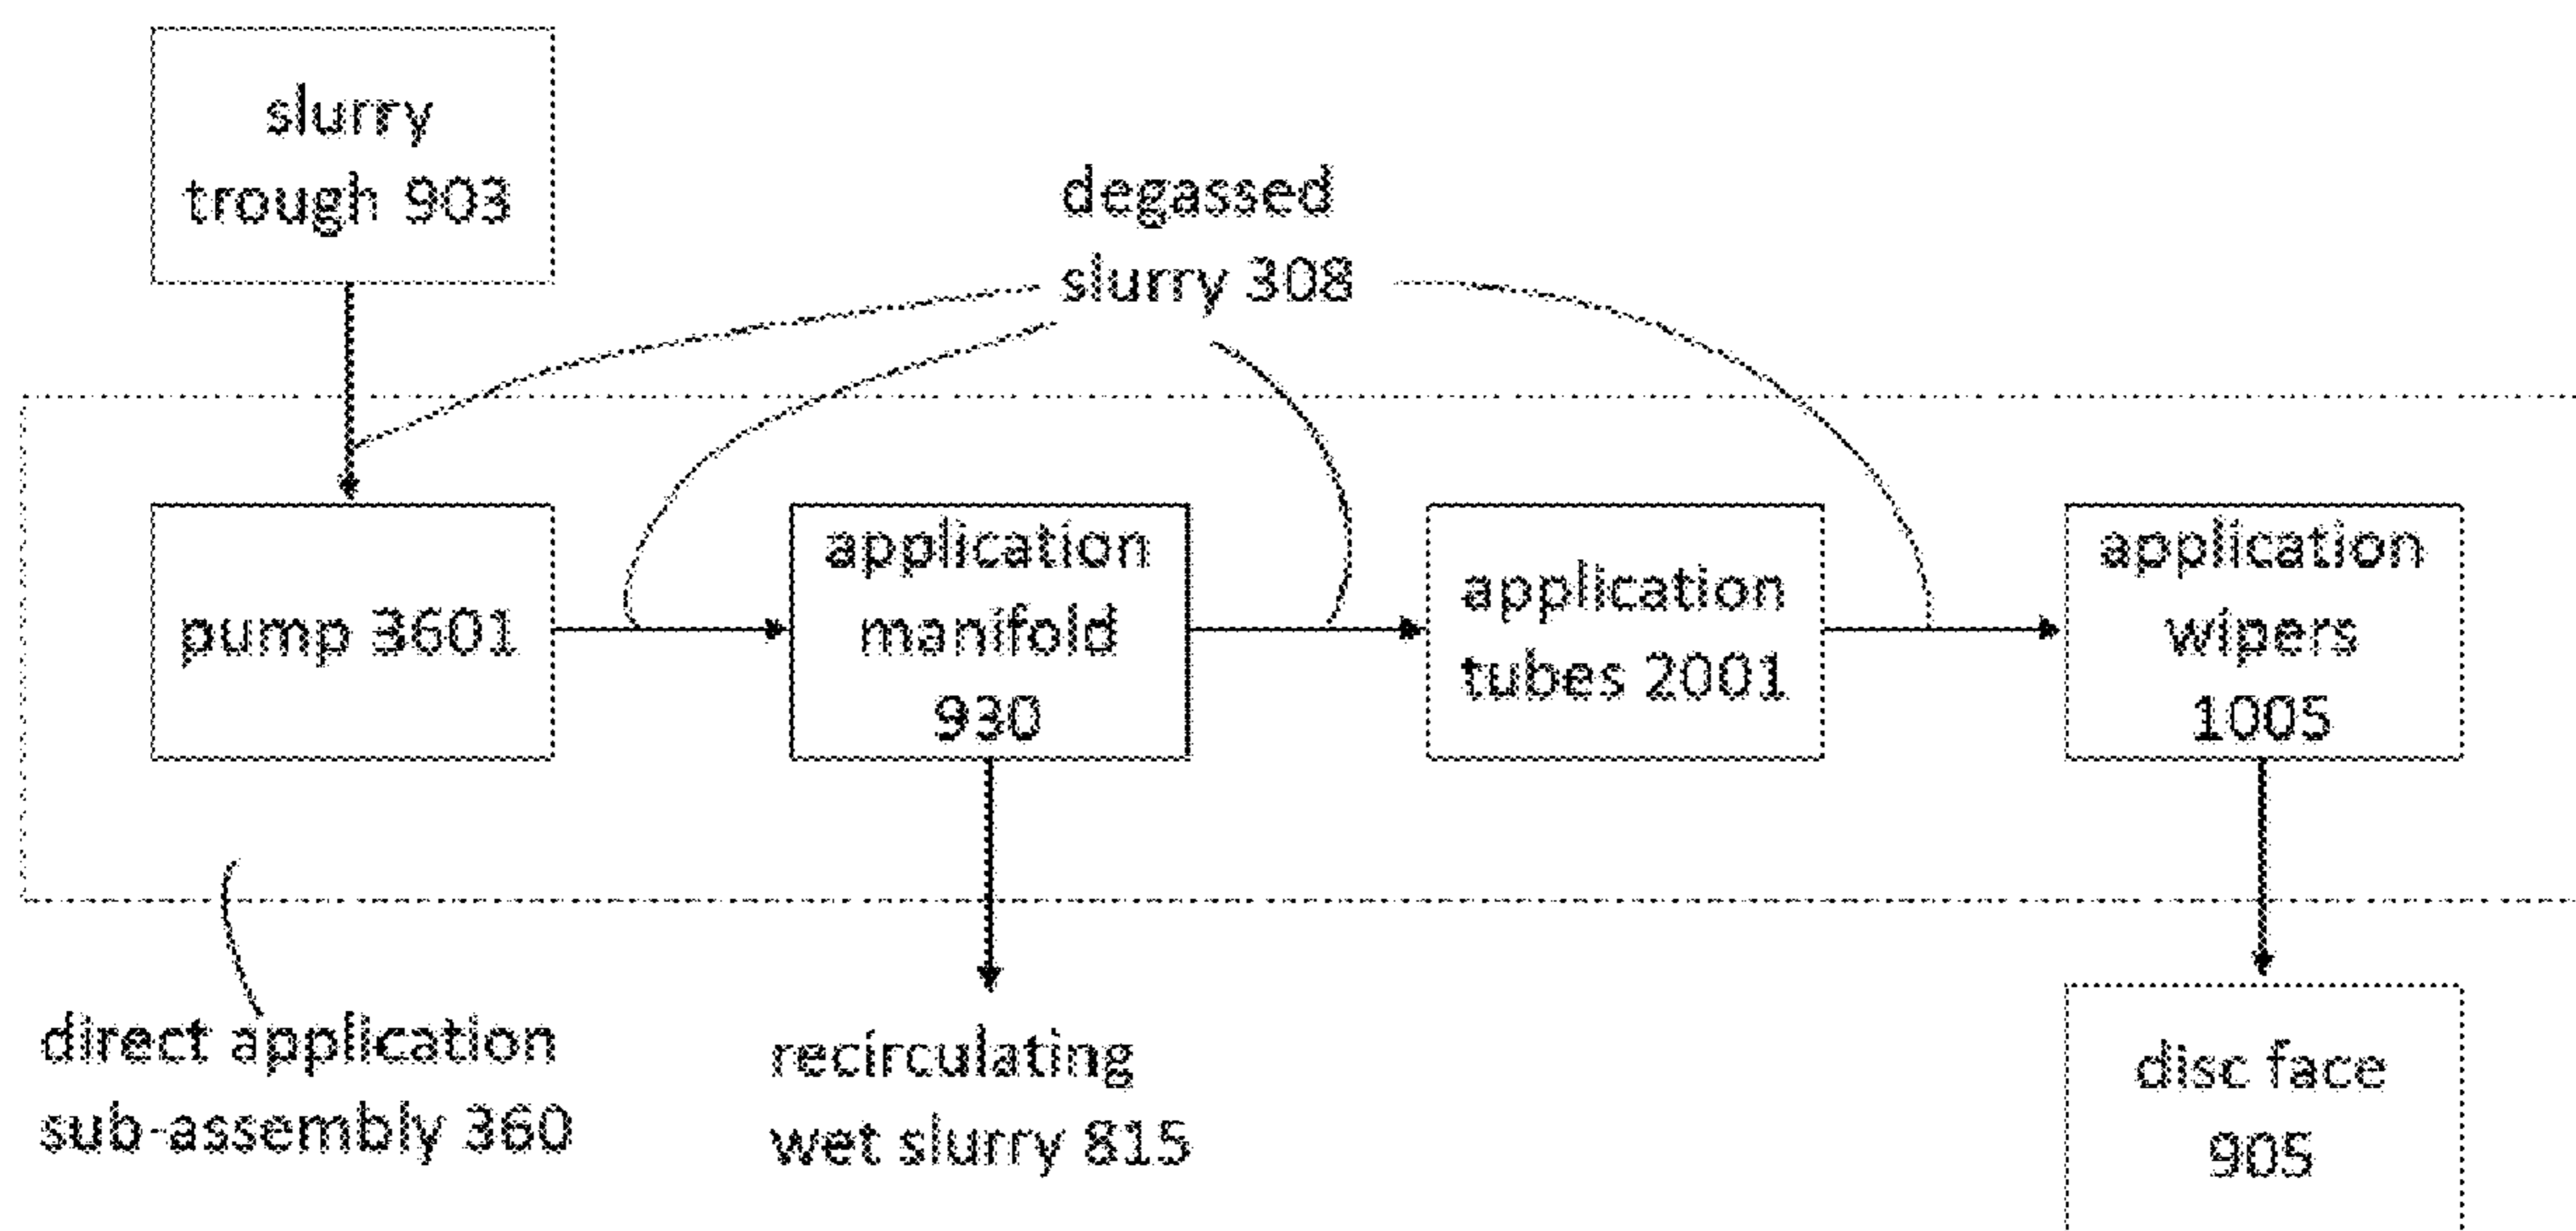 slurry
trough 903
degassed
slurry 308
pump 3601
application
manifold
930
application
tubes 2001
application
wipers
1005
direct application
sub-assembly 360
recirculating
wet slurry 815
disc face
905